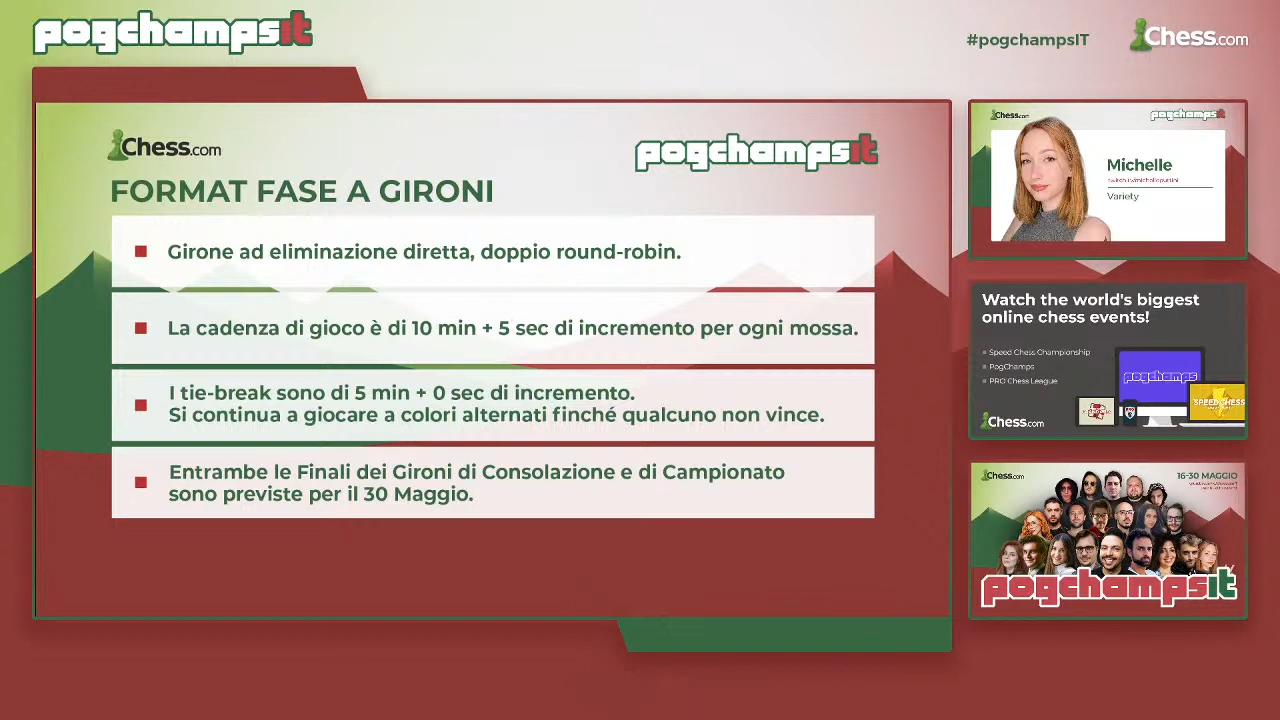 pogchampsit
#pogchampsIT
Chess.com
Chess.com
pogchampsit
FORMAT FASE A GIRONI
Girone ad eliminazione diretta, doppio round-robin.
La cadenza di gioco è di 10 min + 5 sec di incremento per ogni mossa.
I tie-break sono di 5 min + 0 sec di incremento.
Si continua a giocare a colori alternati finché qualcuno non vince.
Entrambe le Finali dei Gironi di Consolazione e di Campionato
sono previste per il 30 Maggio.
Chess.com
pogchampsit
Michelle
Variety
Watch the world's biggest
online chess events!
Speed Chess Championship
PogChamps
PRO Chess League
pogchamps
SPEED CHESS
Chess.com
Chess.com
16-30 MAGGIO
pogchampsit